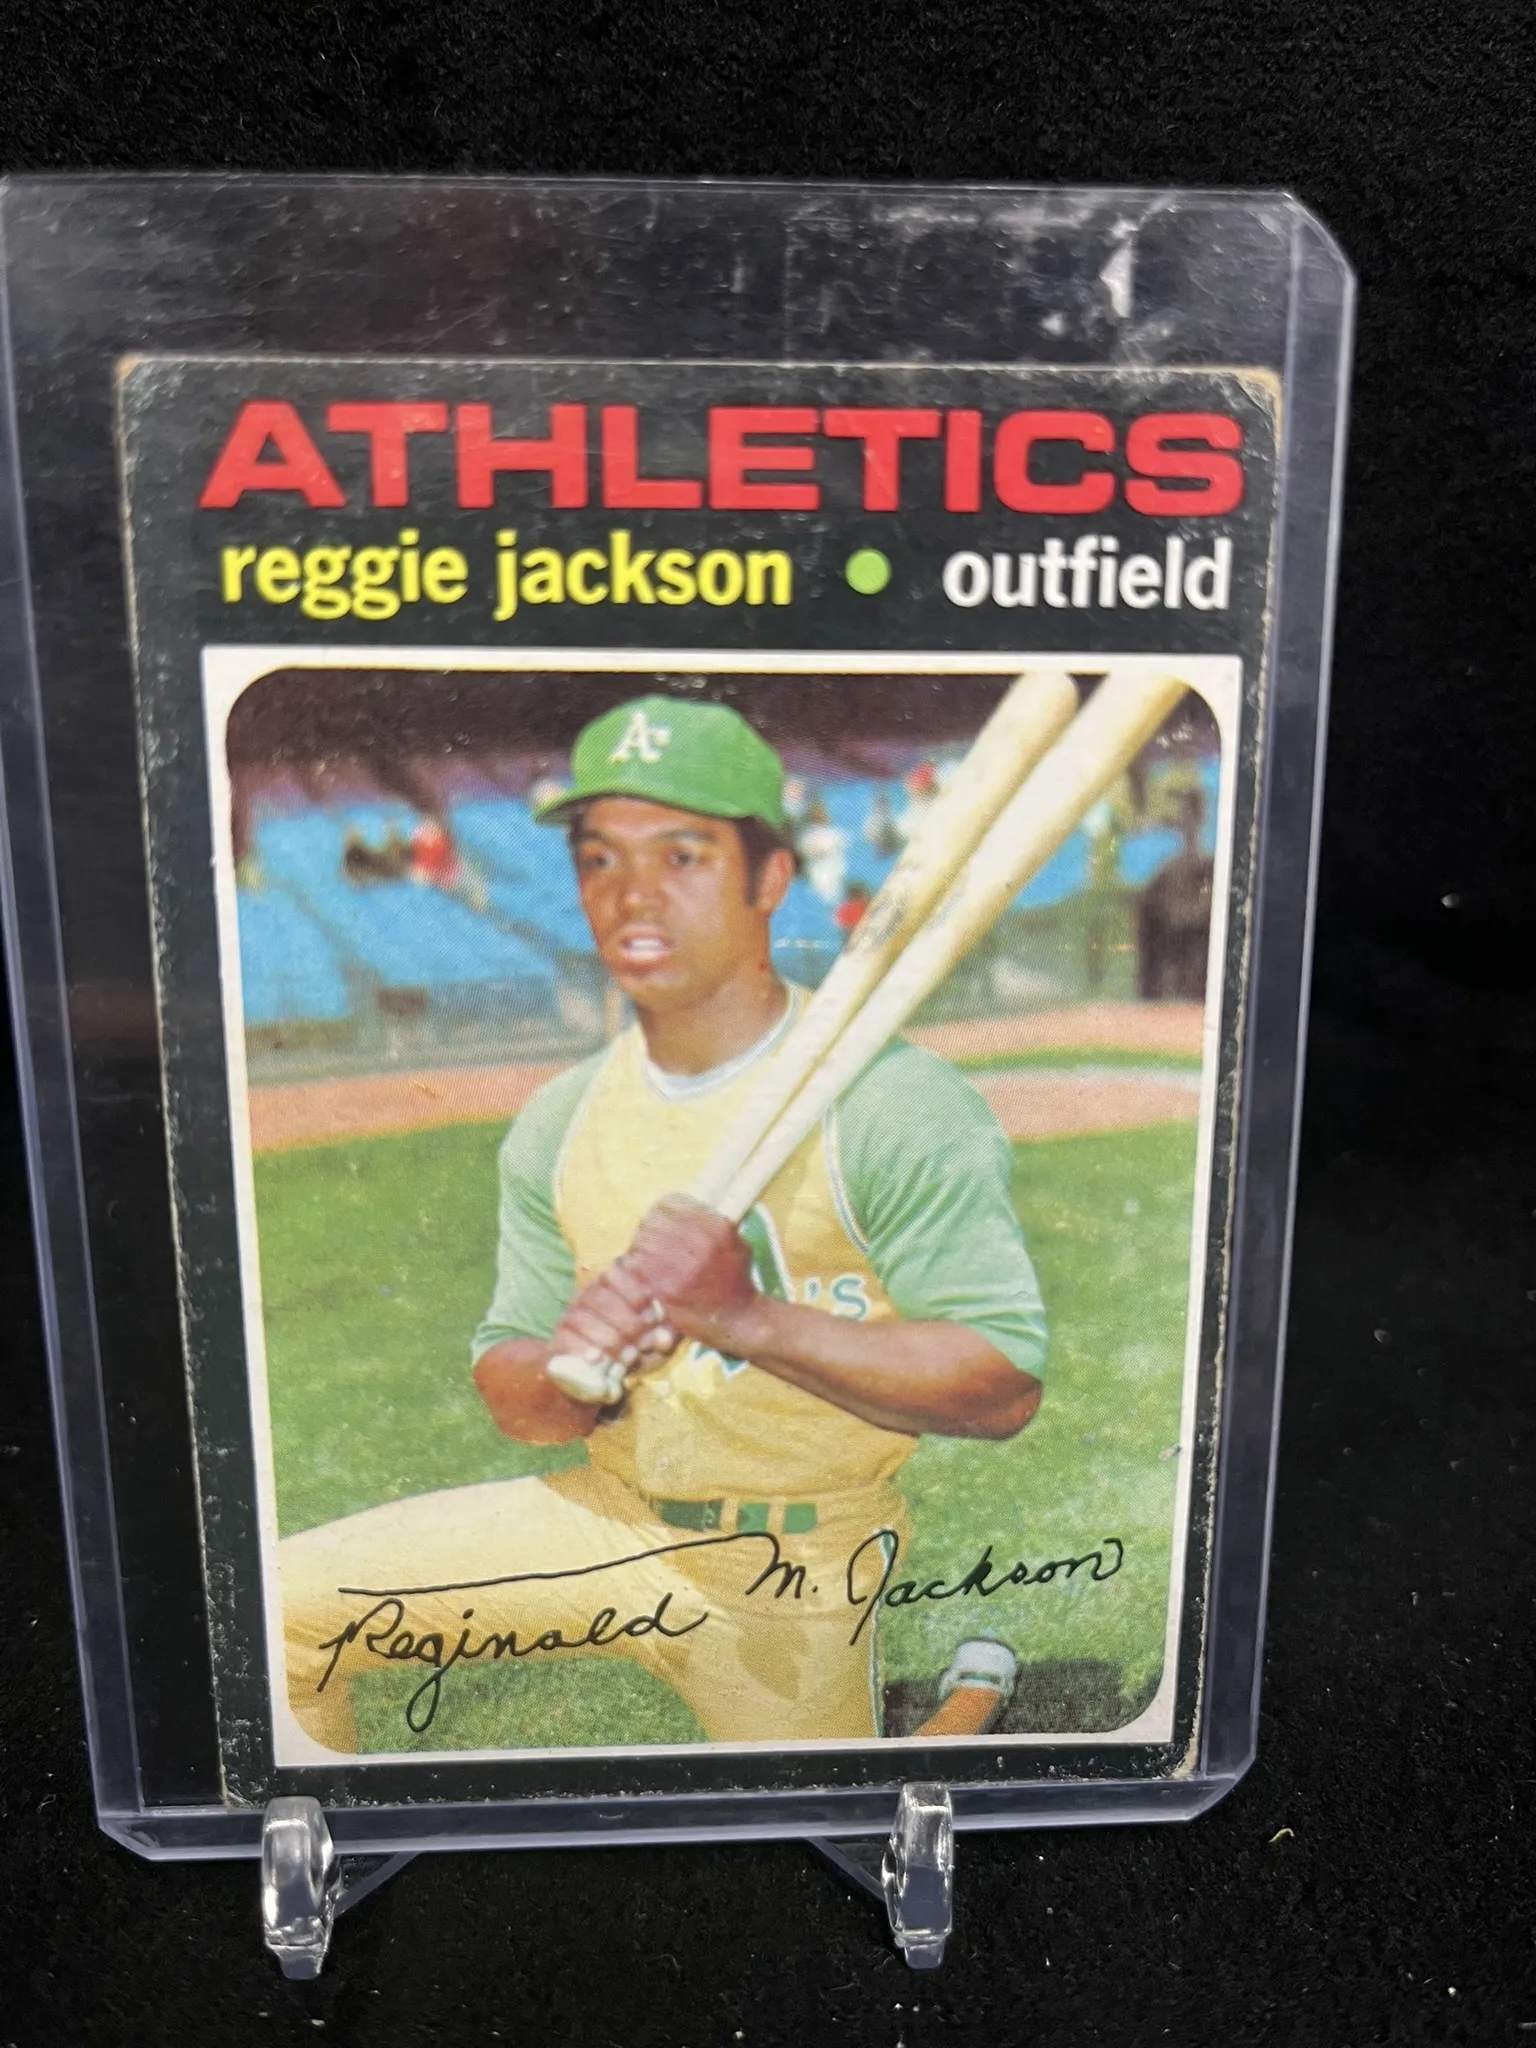 ATHLETICS
reggie jackson • outfield
A's
'S
Reginald M. Jackson